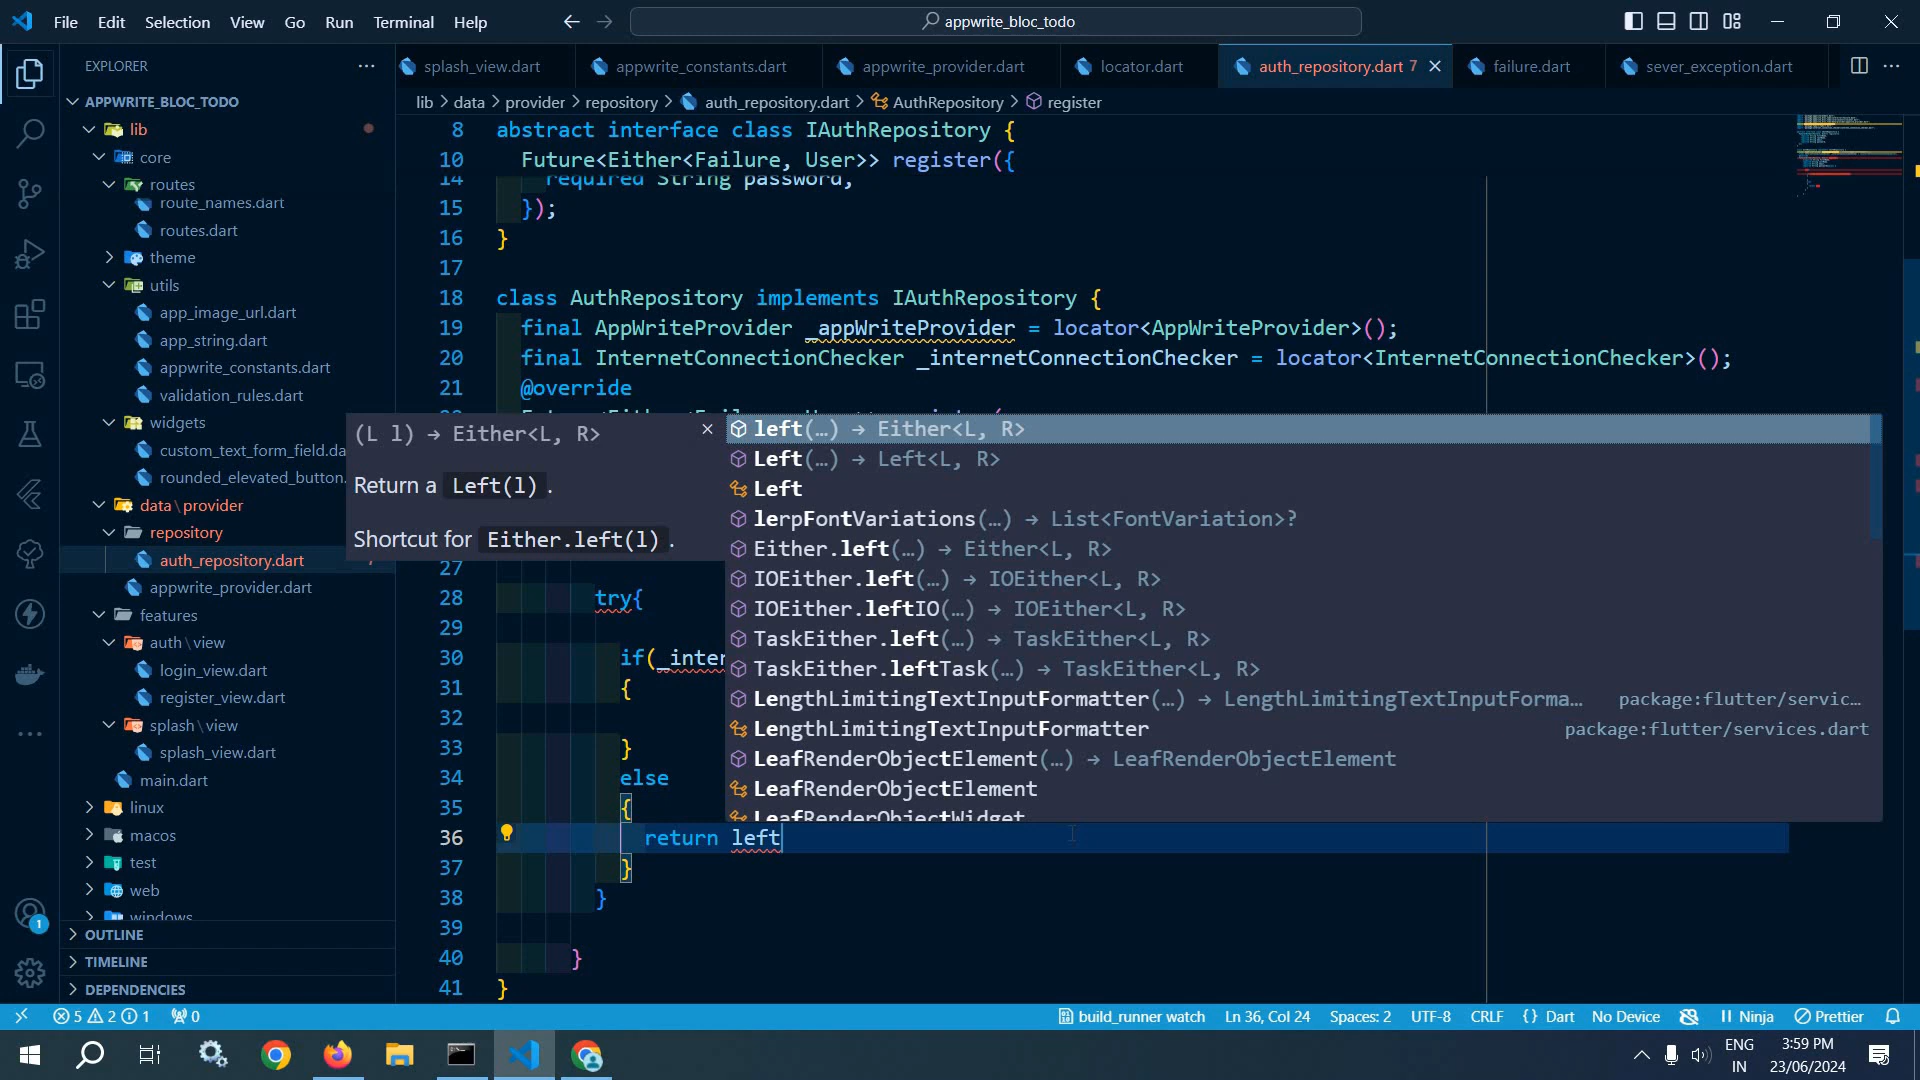 File Edit Selection View Go Run Terminal Help
appwrite_bloc_todo
EXPLORER
splash_view.dart
appwrite_constants.dart
appwrite_provider.dart
locator.dart
auth_repository.dart 7
failure.dart
sever_exception.dart
lib > data > provider > repository > auth_repository.dart > AuthRepository > register
APPWRITE_BLOC_TODO
lib
core
routes
route_names.dart
routes.dart
theme
utils
app_image_url.dart
app_string.dart
appwrite_constants.dart
validation_rules.dart
widgets
custom_text_form_field.da
rounded_elevated_button.
data\provider
repository
auth_repository.dart
appwrite_provider.dart
features
auth\view
login_view.dart
register_view.dart
splash\view
splash_view.dart
main.dart
linux
macos
test
web
windows
OUTLINE
TIMELINE
DEPENDENCIES
8 abstract interface class IAuthRepository {
10 Future<Either<Failure, User>> register({
14 required String password,
15 });
16 }
17
18 class AuthRepository implements IAuthRepository {
19 final AppWriteProvider _appWriteProvider = locator<AppWriteProvider>();
20 final InternetConnectionChecker _internetConnectionChecker = locator<InternetConnectionChecker>();
21 @override
27
28 try{
29
30 if(_inter
31 {
32
33 }
34 else
35 {
36 return left
37 }
38 }
39
40 }
41 }
(L l) → Either<L, R>
Return a Left(l).
Shortcut for Either.left(l).
left(…) → Either<L, R>
Left(…) → Left<L, R>
Left
lerpFontVariations(…) → List<FontVariation>?
Either.left(…) → Either<L, R>
IOEither.left(…) → IOEither<L, R>
IOEither.leftIO(…) → IOEither<L, R>
TaskEither.left(…) → TaskEither<L, R>
TaskEither.leftTask(…) → TaskEither<L, R>
LengthLimitingTextInputFormatter(…) → LengthLimitingTextInputForma… package:flutter/servic…
LengthLimitingTextInputFormatter package:flutter/services.dart
LeafRenderObjectElement(…) → LeafRenderObjectElement
LeafRenderObjectElement
LeafRenderObjectWidget
5 2 1 0
build_runner watch Ln 36, Col 24 Spaces: 2 UTF-8 CRLF {} Dart No Device Ninja Prettier
1
ENG
IN
3:59 PM
23/06/2024